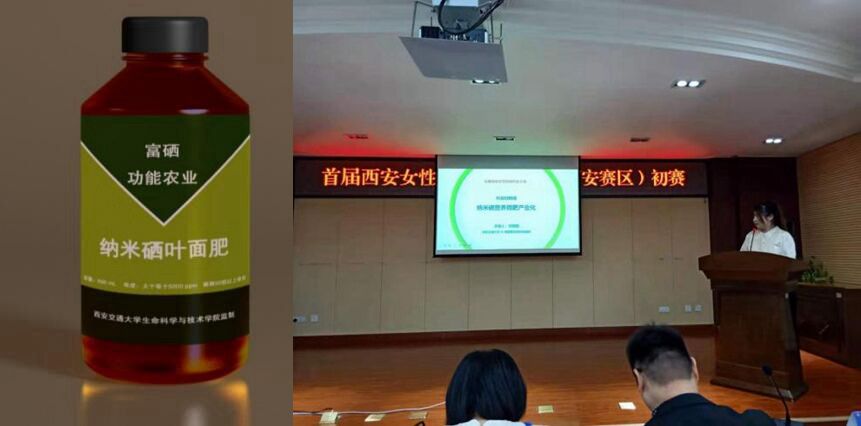 富硒
功能农业
纳米硒叶面肥
西安交通大学生命科学与技术学院监制
首届西安女性
安赛区）初赛
纳米硒营养微肥产业化